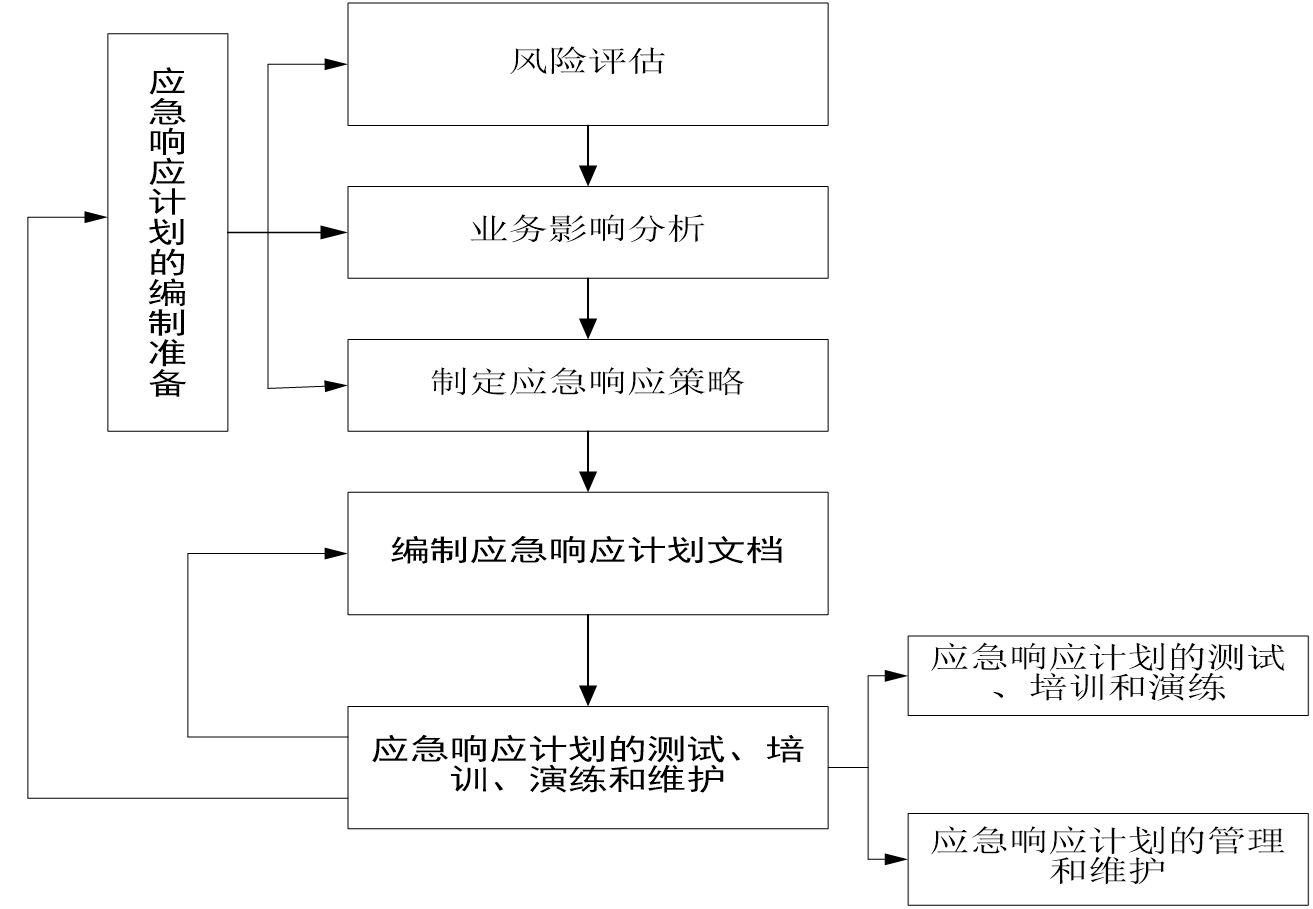 应急响应计划的编制准备
风险评估
业务影响分析
制定应急响应策略
编制应急响应计划文档
应急响应计划的测试、培
训、演练和维护
应急响应计划的测试
、培训和演练
应急响应计划的管理
和维护